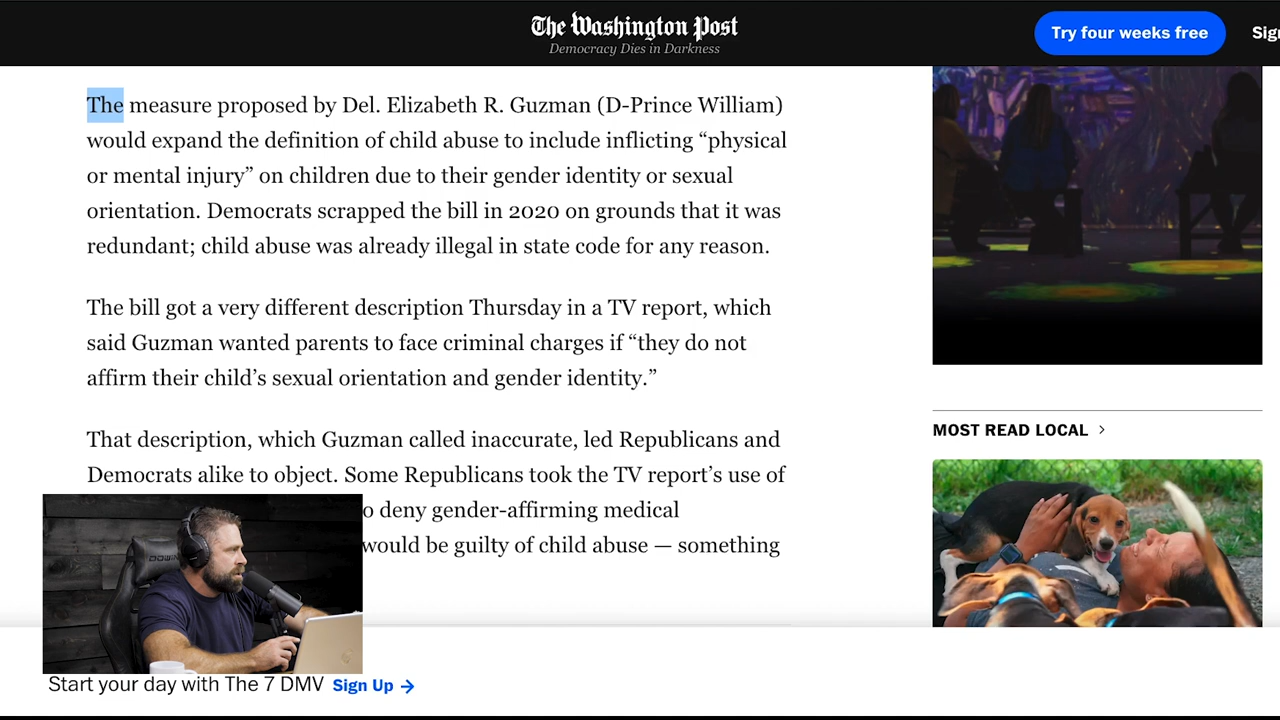 The Washington Post
Democracy Dies in Darkness
Try four weeks free
Sig
The measure proposed by Del. Elizabeth R. Guzman (D-Prince William)
would expand the definition of child abuse to include inflicting “physical
or mental injury” on children due to their gender identity or sexual
orientation. Democrats scrapped the bill in 2020 on grounds that it was
redundant; child abuse was already illegal in state code for any reason.
The bill got a very different description Thursday in a TV report, which
said Guzman wanted parents to face criminal charges if “they do not
affirm their child’s sexual orientation and gender identity.”
That description, which Guzman called inaccurate, led Republicans and
Democrats alike to object. Some Republicans took the TV report’s use of
o deny gender-affirming medical
would be guilty of child abuse — something
MOST READ LOCAL >
Start your day with The 7 DMV Sign Up →